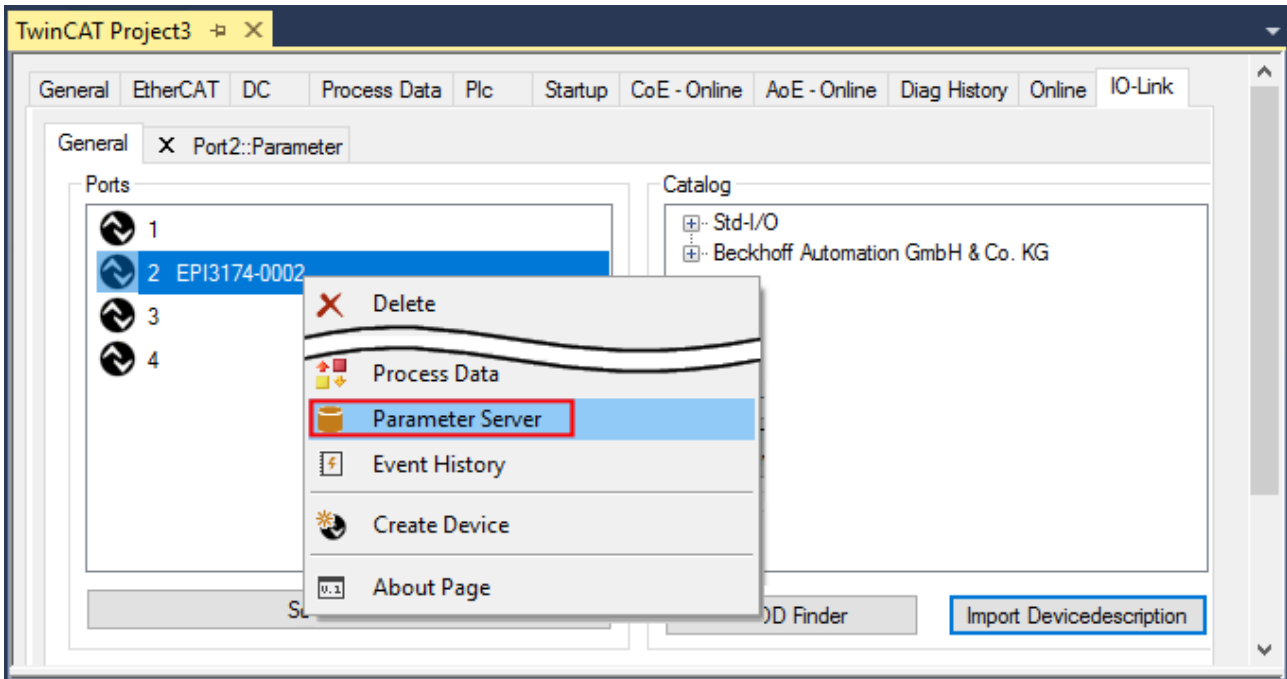 TwinCAT Project3
General EtherCAT DC Process Data Plc Startup CoE - Online AoE - Online Diag History Online IO-Link
General X Port2::Parameter
Ports
1
2 EPI3174-0002
3
4
Catalog
Std-I/O
Beckhoff Automation GmbH & Co. KG
Delete
Process Data
Parameter Server
Event History
Create Device
About Page
Finder
Import Devicedescription